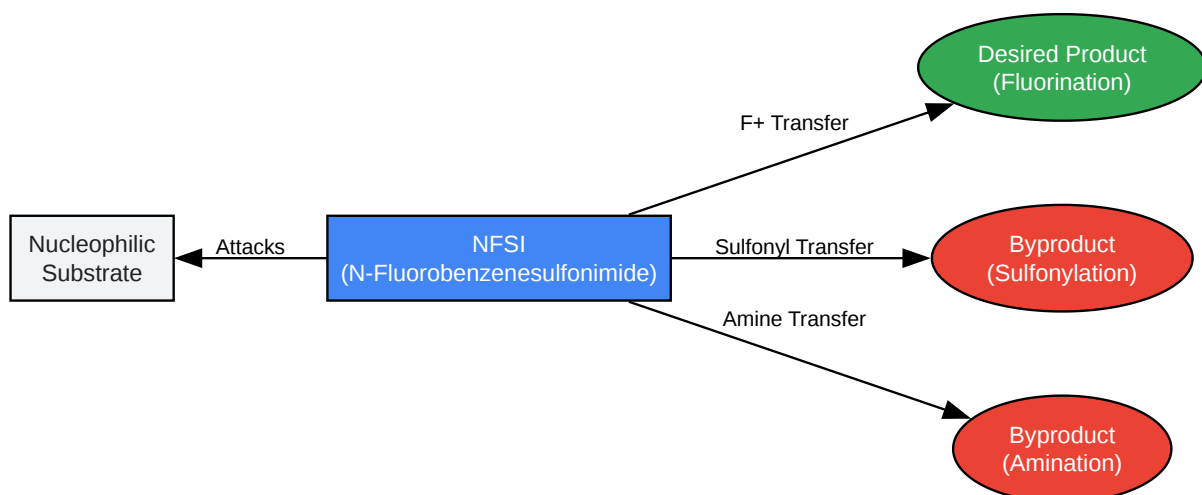 Desired Product
(Fluorination)
F+ Transfer
Nucleophilic
Substrate
Attacks
NFSI
(N-Fluorobenzenesulfonimide)
Sulfonyl Transfer
Byproduct
(Sulfonylation)
Amine Transfer
Byproduct
(Amination)